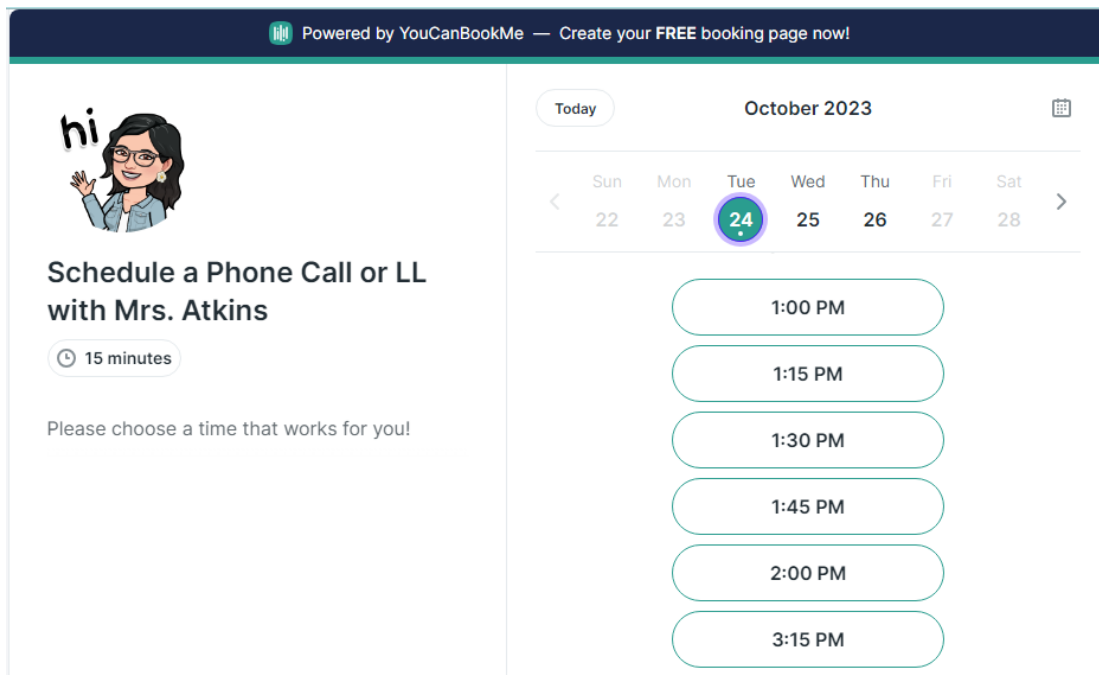 Powered by YouCanBookMe — Create your FREE booking page now!
hi
Schedule a Phone Call or LL
with Mrs. Atkins
15 minutes
Please choose a time that works for you!
Today
October 2023
Sun Mon Tue Wed Thu Fri Sat
22 23 24 25 26 27 28
1:00 PM
1:15 PM
1:30 PM
1:45 PM
2:00 PM
3:15 PM